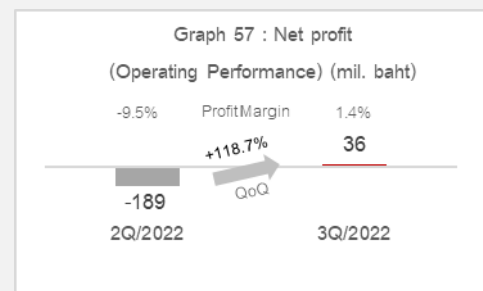 Graph 57 : Net profit
(Operating Performance) (mil. baht)
-9.5% ProfitMargin 1.4%
+118.7% 36
QoQ
-189
2Q/2022 3Q/2022